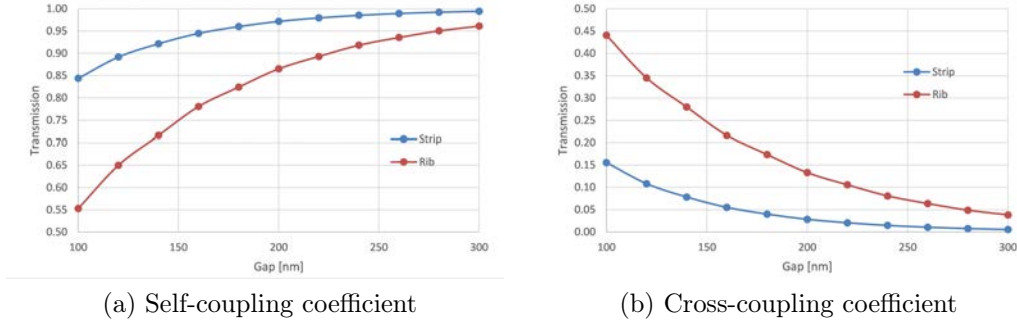 1.00
0.95
0.90
0.85
0.80
0.75
0.70
0.65
0.60
0.55
0.50
Transmission
Strip
Rib
100 150 200 250 300
Gap [nm]
(a) Self-coupling coefficient
0.50
0.45
0.40
0.35
0.30
0.25
0.20
0.15
0.10
0.05
0.00
Transmission
Strip
Rib
100 150 200 250 300
Gap [nm]
(b) Cross-coupling coefficient